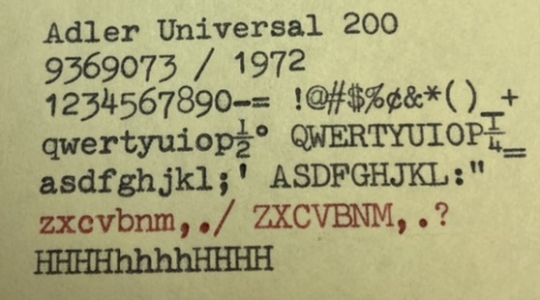 Adler Universal 200
9369073 / 1972
1234567890-= !@#$%¢&*()_+
qwertyuiop½° QWERTYUIOP¼_
asdfghjkl;' ASDFGHJKL:"
zxcvbnm,./ ZXCVBNM,.?
HHHHhhhhHHHH